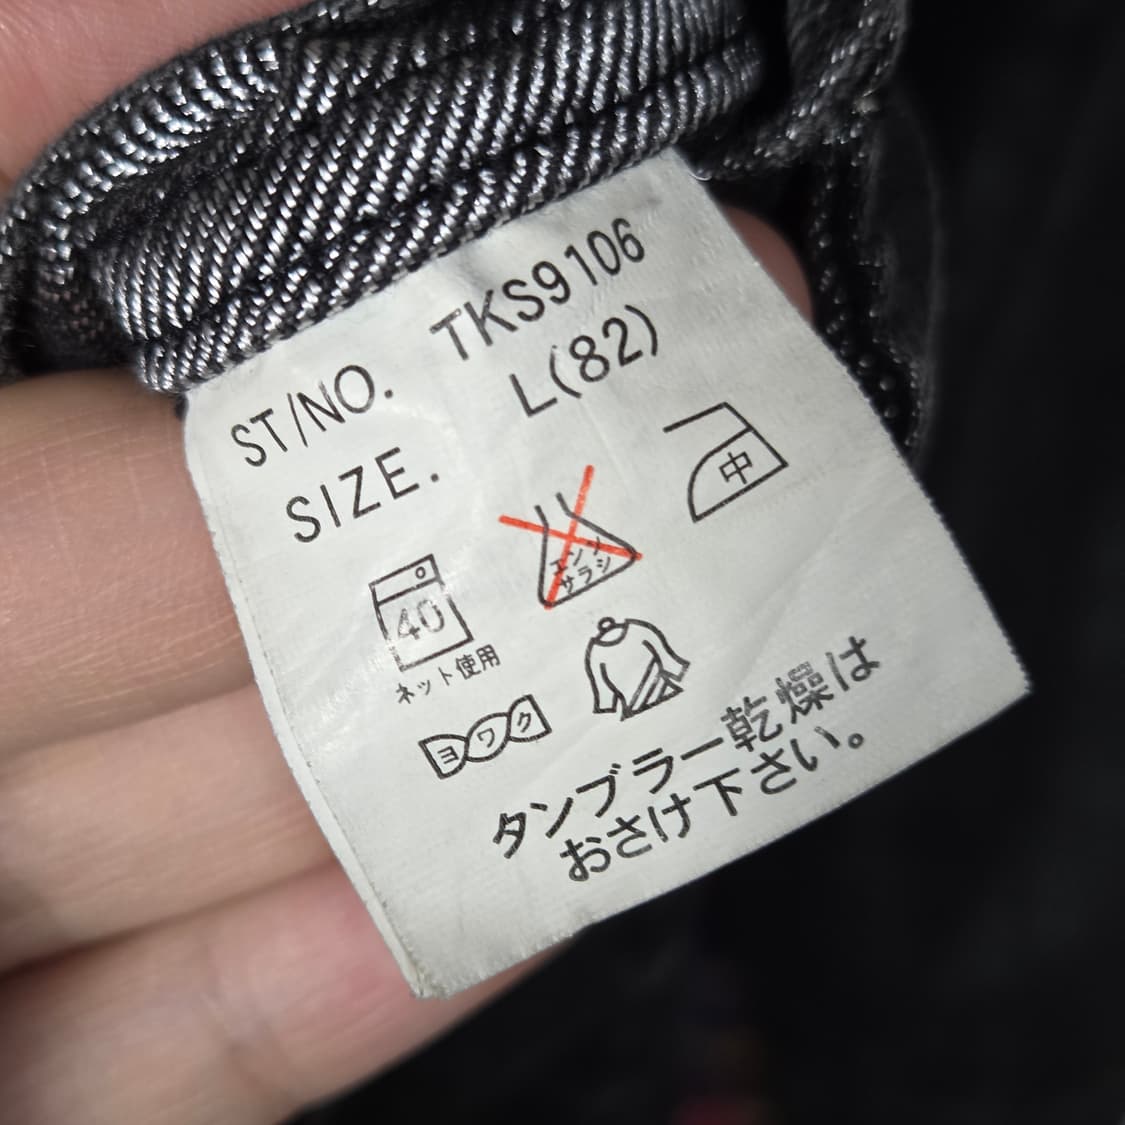 ST/NO. TKS9106
SIZE. L(82)
中
エンソ
サラシ
40
ネット使用
ヨワク
タンブラー乾燥は
おさけ下さい。